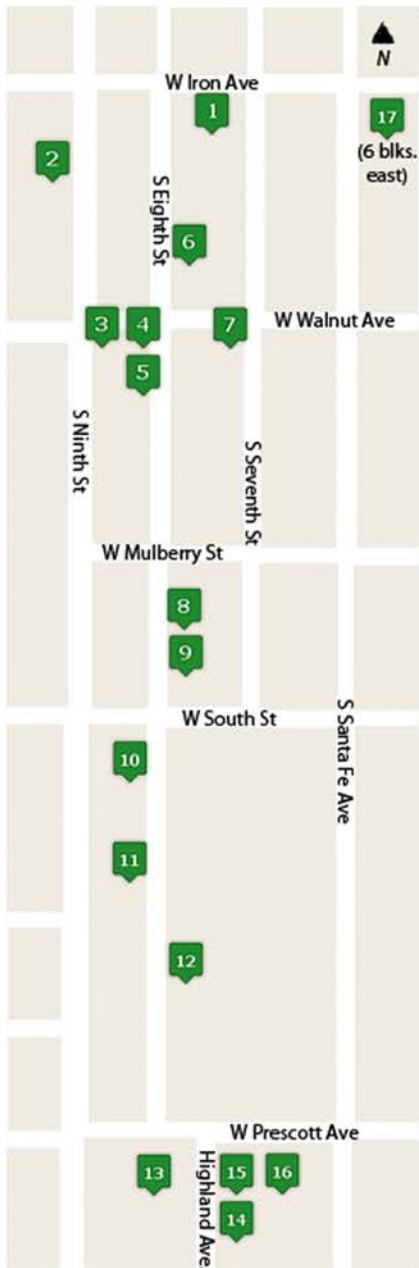 N
W Iron Ave
1
17
(6 blks.
east)
2
S Eighth St
6
3
4
7
W Walnut Ave
5
S Ninth St
S Seventh St
W Mulberry St
8
9
W South St
S Santa Fe Ave
10
11
12
W Prescott Ave
13
Highland Ave.
15
16
14